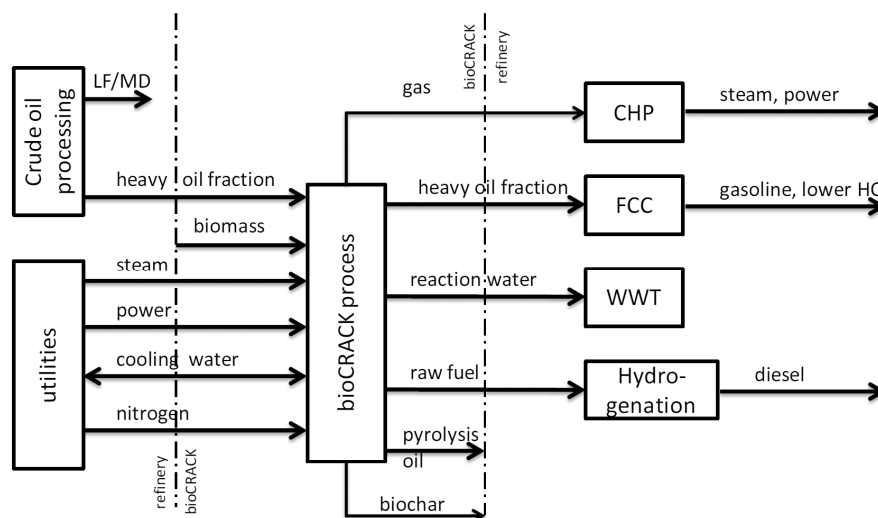 Crude oil
processing
LF/MD
heavy oil fraction
biomass
utilities
steam
power
cooling water
nitrogen
refinery
bioCRACK
bioCRACK process
bioCRACK
refinery
gas
CHP
steam, power
heavy oil fraction
FCC
gasoline, lower HC
reaction water
WWT
raw fuel
Hydro-
genation
diesel
pyrolysis
oil
biochar